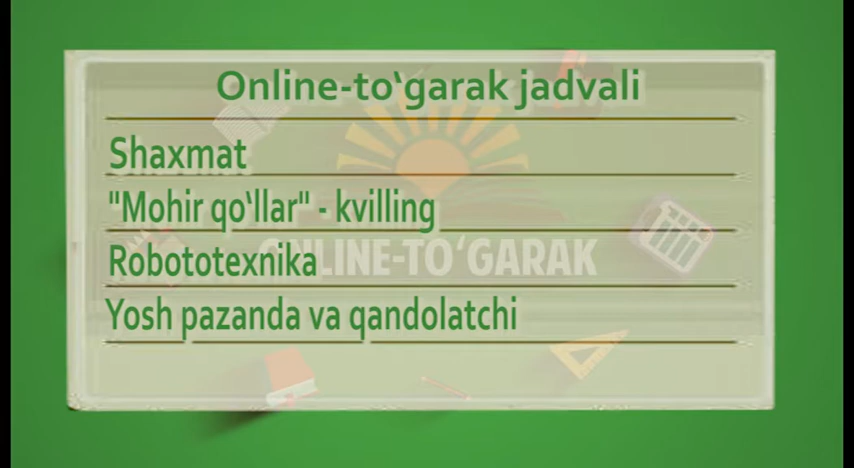 Online-to‘garak jadvali
Shaxmat
"Mohir qo‘llar" - kvilling
ONLINE-TO‘GARAK
Robototexnika
Yosh pazanda va qandolatchi